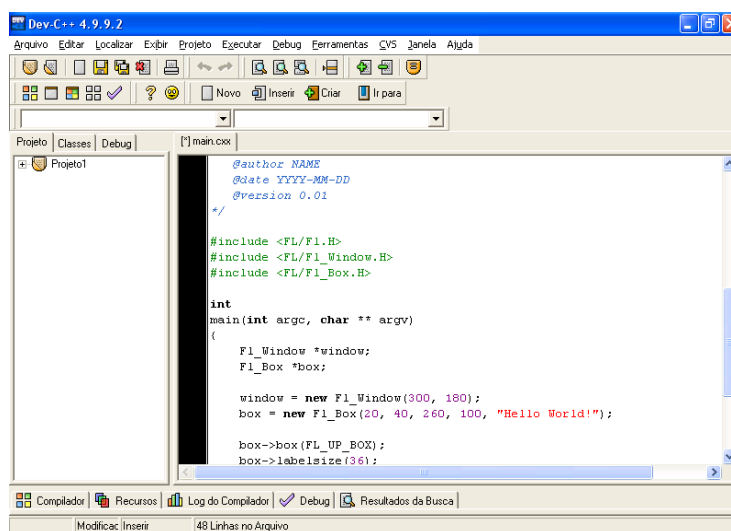 Dev-C++ 4.9.9.2
Arquivo Editar Localizar Exibir Projeto Executar Debug Ferramentas CVS Janela Ajuda
Novo Inserir Criar Ir para
Projeto Classes Debug [*] main.cxx
Projeto1
@author NAME
@date YYYY-MM-DD
@version 0.01
*/
#include <FL/Fl.H>
#include <FL/Fl_Window.H>
#include <FL/Fl_Box.H>
int
main(int argc, char ** argv)
{
Fl_Window *window;
Fl_Box *box;
window = new Fl_Window(300, 180);
box = new Fl_Box(20, 40, 260, 100, "Hello World!");
box->box(FL_UP_BOX);
box->labelsize(36);
Compilador Recursos Log do Compilador Debug Resultados da Busca
Modificac Inserir 48 Linhas no Arquivo